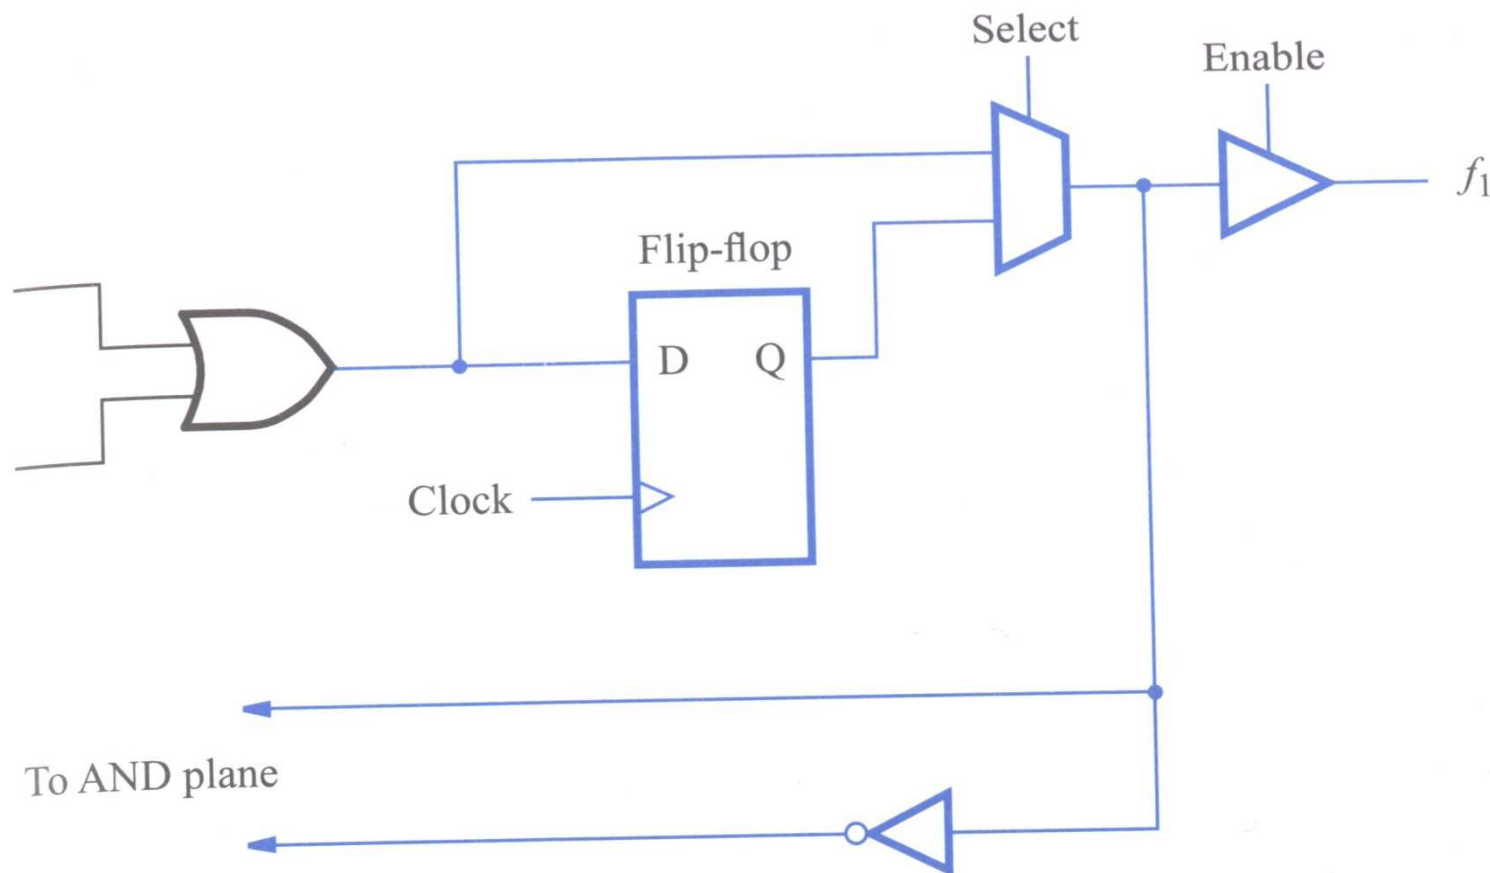 Select
Enable
f1
Flip-flop
D Q
Clock
To AND plane